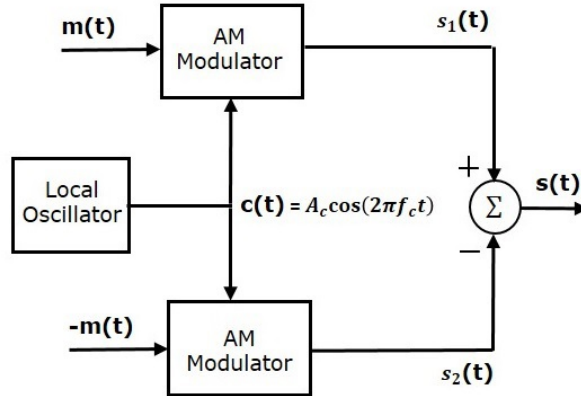 m(t)
AM
Modulator
s₁(t)
Local
Oscillator
c(t) = A_c cos(2πf_c t)
+
Σ
−
s(t)
-m(t)
AM
Modulator
s₂(t)